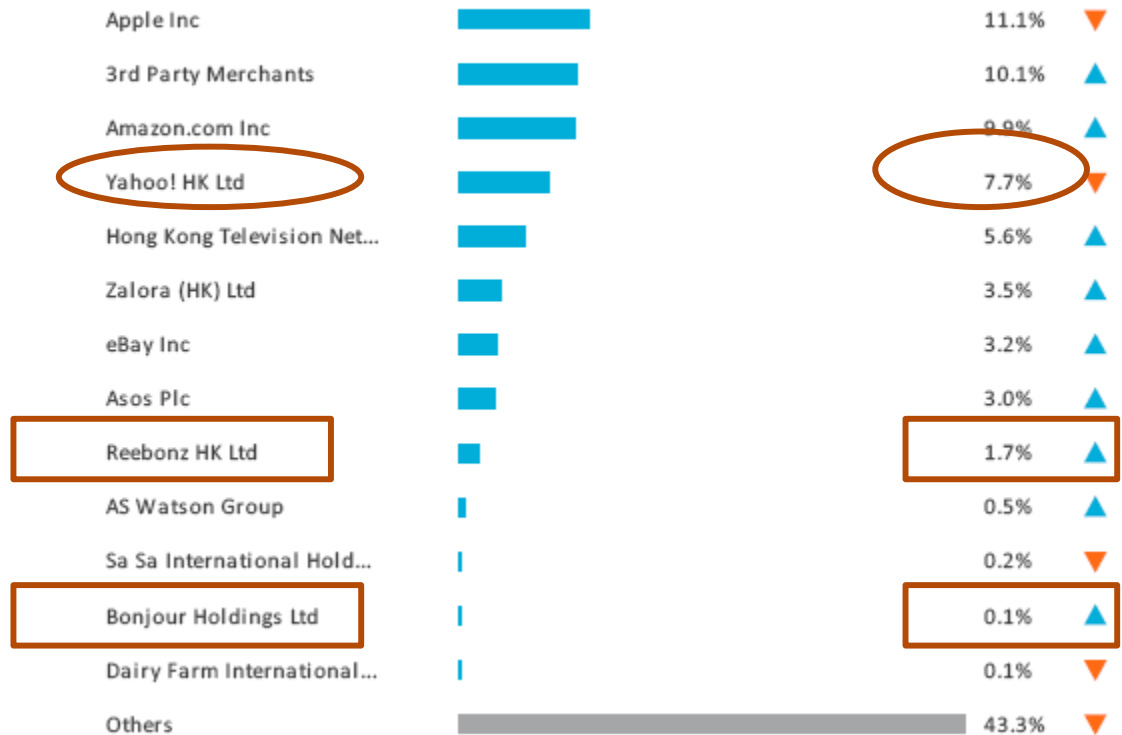 Apple Inc 11.1%
3rd Party Merchants 10.1%
Amazon.com Inc 9.9%
Yahoo! HK Ltd 7.7%
Hong Kong Television Net... 5.6%
Zalora (HK) Ltd 3.5%
eBay Inc 3.2%
Asos Plc 3.0%
Reebonz HK Ltd 1.7%
AS Watson Group 0.5%
Sa Sa International Hold... 0.2%
Bonjour Holdings Ltd 0.1%
Dairy Farm International... 0.1%
Others 43.3%